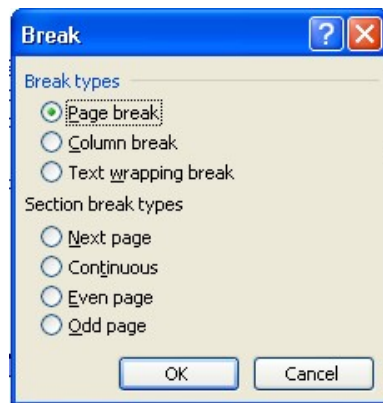 Break
Break types
Page break
Column break
Text wrapping break
Section break types
Next page
Continuous
Even page
Odd page
OK Cancel